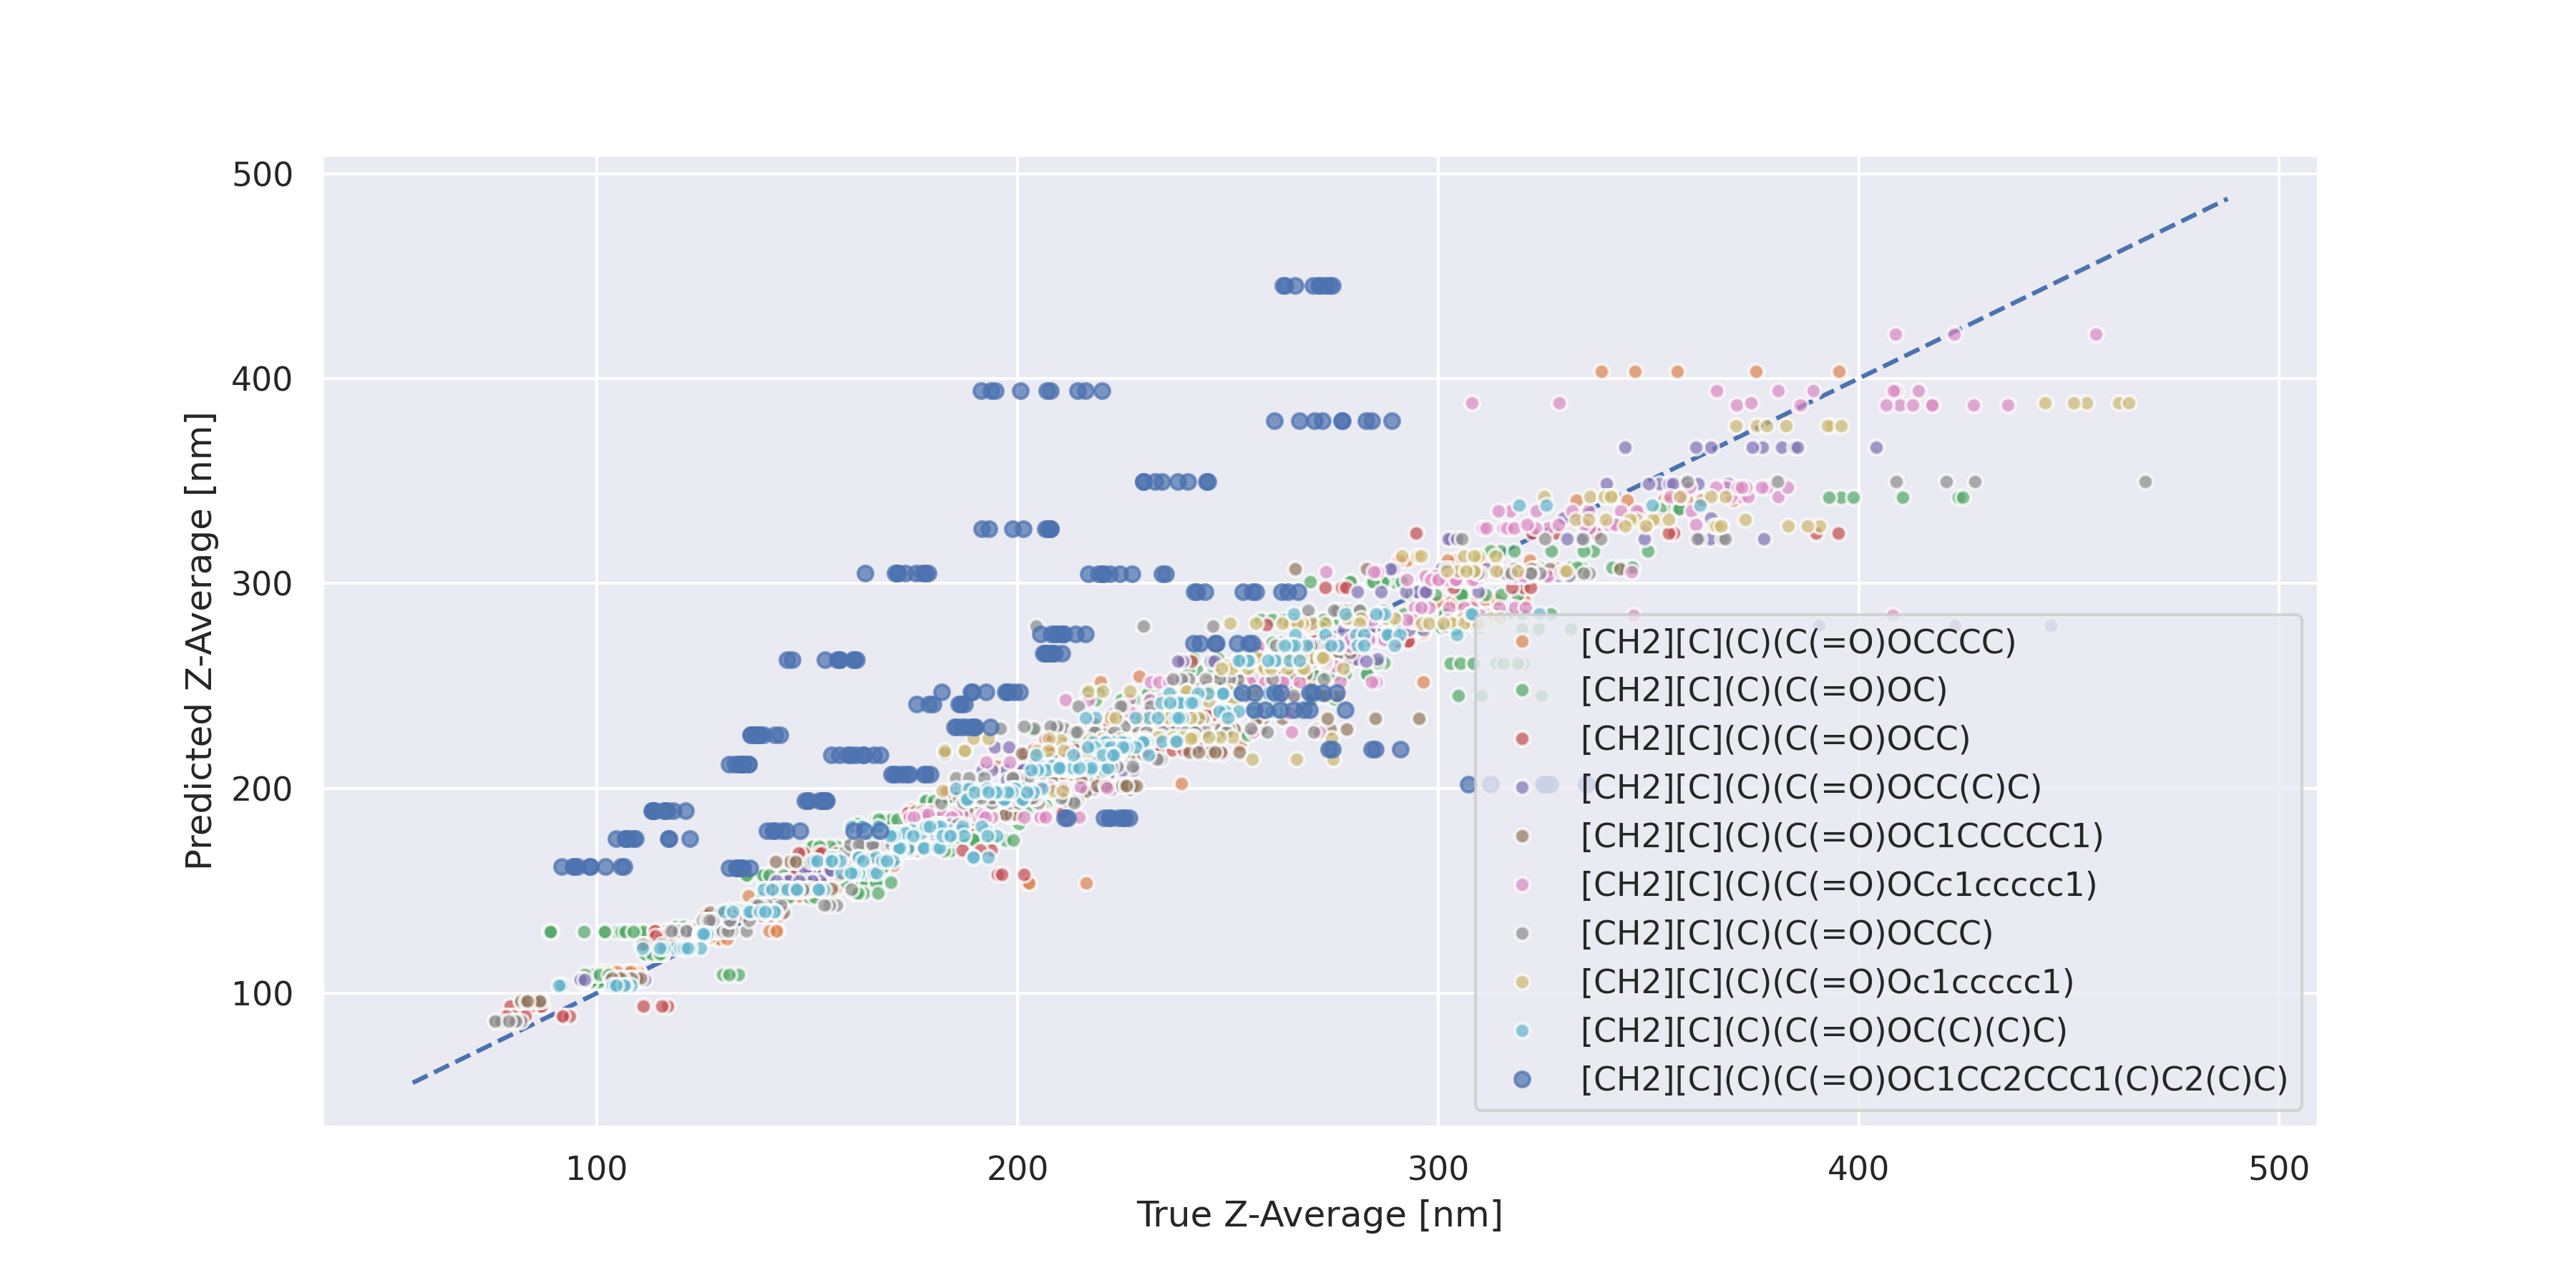 500
400
300
200
100
Predicted Z-Average [nm]
[CH2][C](C)(C(=O)OCCCC)
[CH2][C](C)(C(=O)OC)
[CH2][C](C)(C(=O)OCC)
[CH2][C](C)(C(=O)OCC(C)C)
[CH2][C](C)(C(=O)OC1CCCCC1)
[CH2][C](C)(C(=O)OCc1ccccc1)
[CH2][C](C)(C(=O)OCCC)
[CH2][C](C)(C(=O)Oc1ccccc1)
[CH2][C](C)(C(=O)OC(C)(C)C)
[CH2][C](C)(C(=O)OC1CC2CCC1(C)C2(C)C)
100 200 300 400 500
True Z-Average [nm]